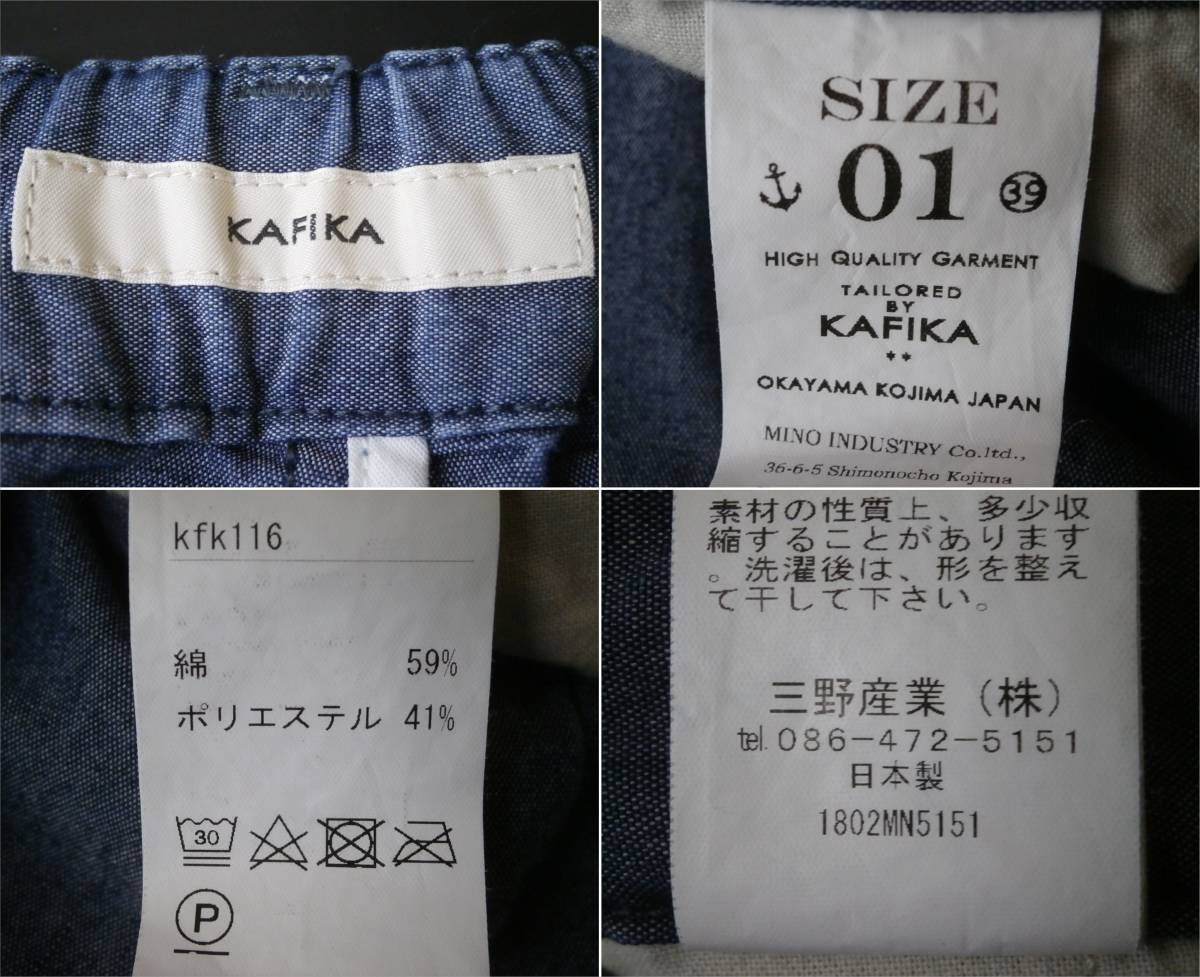 KAFIKA
SIZE
01 39
HIGH QUALITY GARMENT
TAILORED
BY
KAFIKA
**
OKAYAMA KOJIMA JAPAN
MINO INDUSTRY Co.ltd.,
36-6-5 Shimonocho Kojima
kfk116
綿 59%
ポリエステル 41%
30
P
素材の性質上、多少収
縮することがあります
。洗濯後は、形を整え
て干して下さい。
三野産業(株)
tel.086-472-5151
日本製
1802MN5151